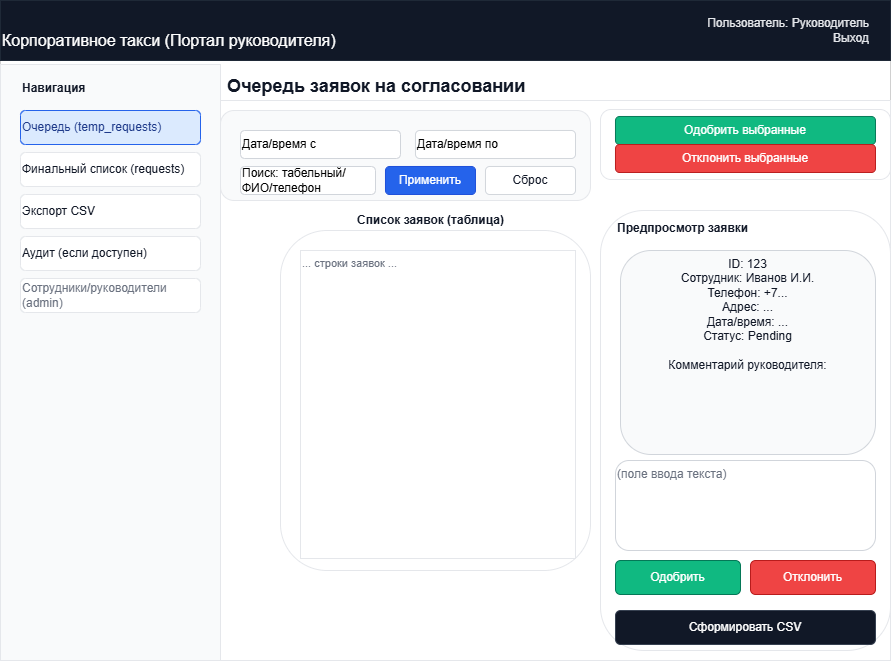 Пользователь: Руководитель
Выход
Корпоративное такси (Портал руководителя)
Навигация
Очередь (temp_requests)
Финальный список (requests)
Экспорт CSV
Аудит (если доступен)
Сотрудники/руководители
(admin)
Очередь заявок на согласовании
Дата/время с
Дата/время по
Поиск: табельный/
ФИО/телефон
Применить
Сброс
Одобрить выбранные
Отклонить выбранные
Список заявок (таблица)
... строки заявок ...
Предпросмотр заявки
ID: 123
Сотрудник: Иванов И.И.
Телефон: +7...
Адрес: ...
Дата/время: ...
Статус: Pending
Комментарий руководителя:
(поле ввода текста)
Одобрить
Отклонить
Сформировать CSV